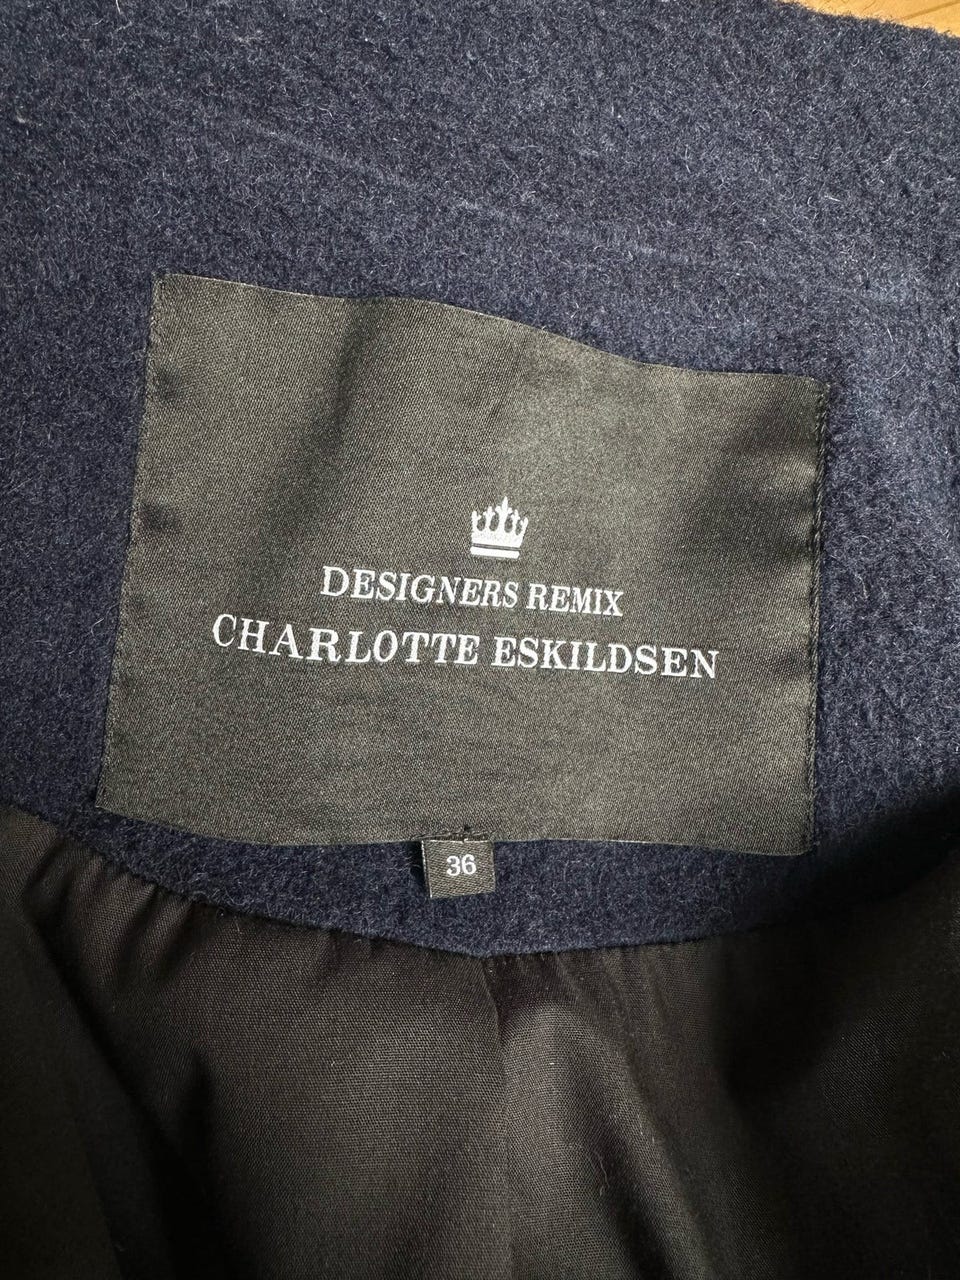 DESIGNERS REMIX
CHARLOTTE ESKILDSEN
36